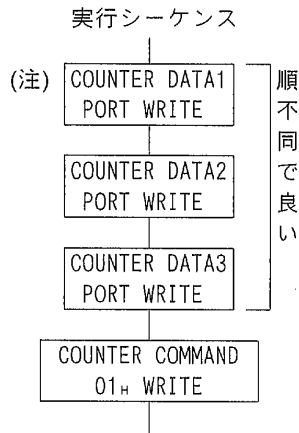 実行シーケンス
(注)
COUNTER DATA1
PORT WRITE
COUNTER DATA2
PORT WRITE
COUNTER DATA3
PORT WRITE
順不同で良い
COUNTER COMMAND
01H WRITE